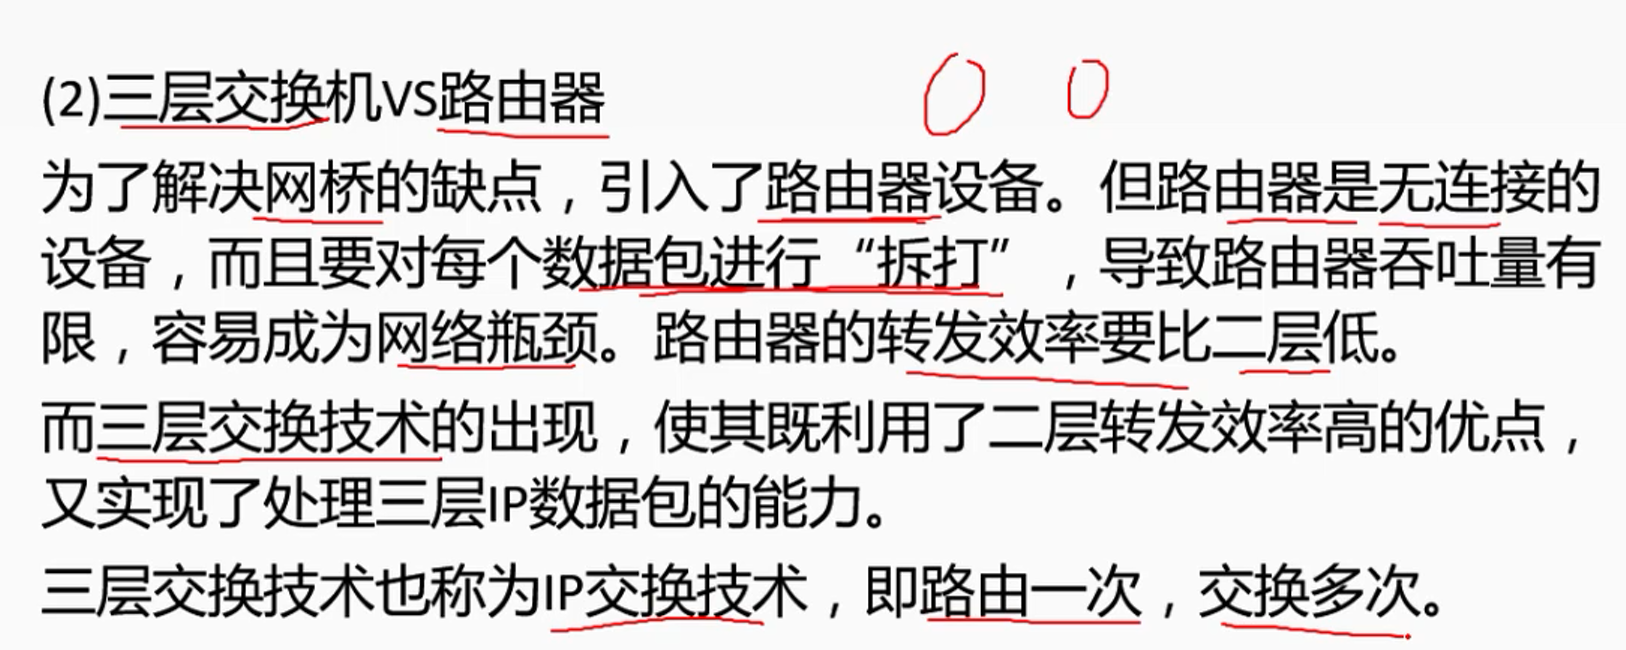 (2)三层交换机VS路由器
为了解决网桥的缺点，引入了路由器设备。但路由器是无连接的
设备，而且要对每个数据包进行“拆打”，导致路由器吞吐量有
限，容易成为网络瓶颈。路由器的转发效率要比二层低。
而三层交换技术的出现，使其既利用了二层转发效率高的优点，
又实现了处理三层IP数据包的能力。
三层交换技术也称为IP交换技术，即路由一次，交换多次。